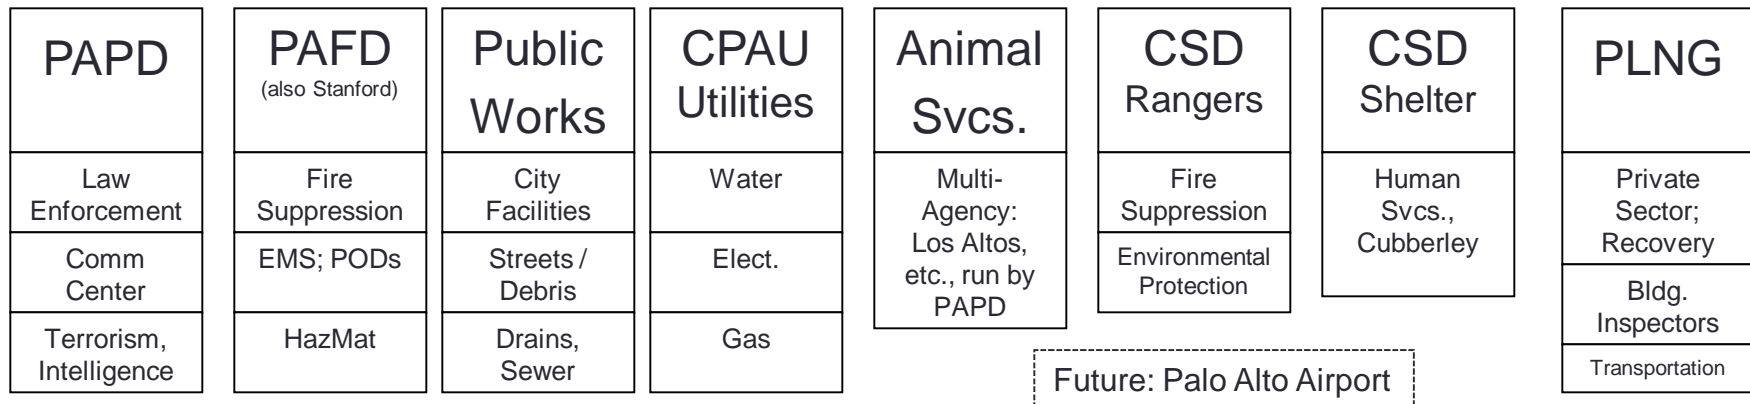 PAPD
Law
Enforcement
Comm
Center
Terrorism,
Intelligence
PAFD
(also Stanford)
Fire
Suppression
EMS; PODs
HazMat
Public
Works
City
Facilities
Streets /
Debris
Drains,
Sewer
CPAU
Utilities
Water
Elect.
Gas
Animal
Svcs.
Multi-
Agency:
Los Altos,
etc., run by
PAPD
CSD
Rangers
Fire
Suppression
Environmental
Protection
CSD
Shelter
Human
Svcs.,
Cubberley
Future: Palo Alto Airport
PLNG
Private
Sector;
Recovery
Bldg.
Inspectors
Transportation